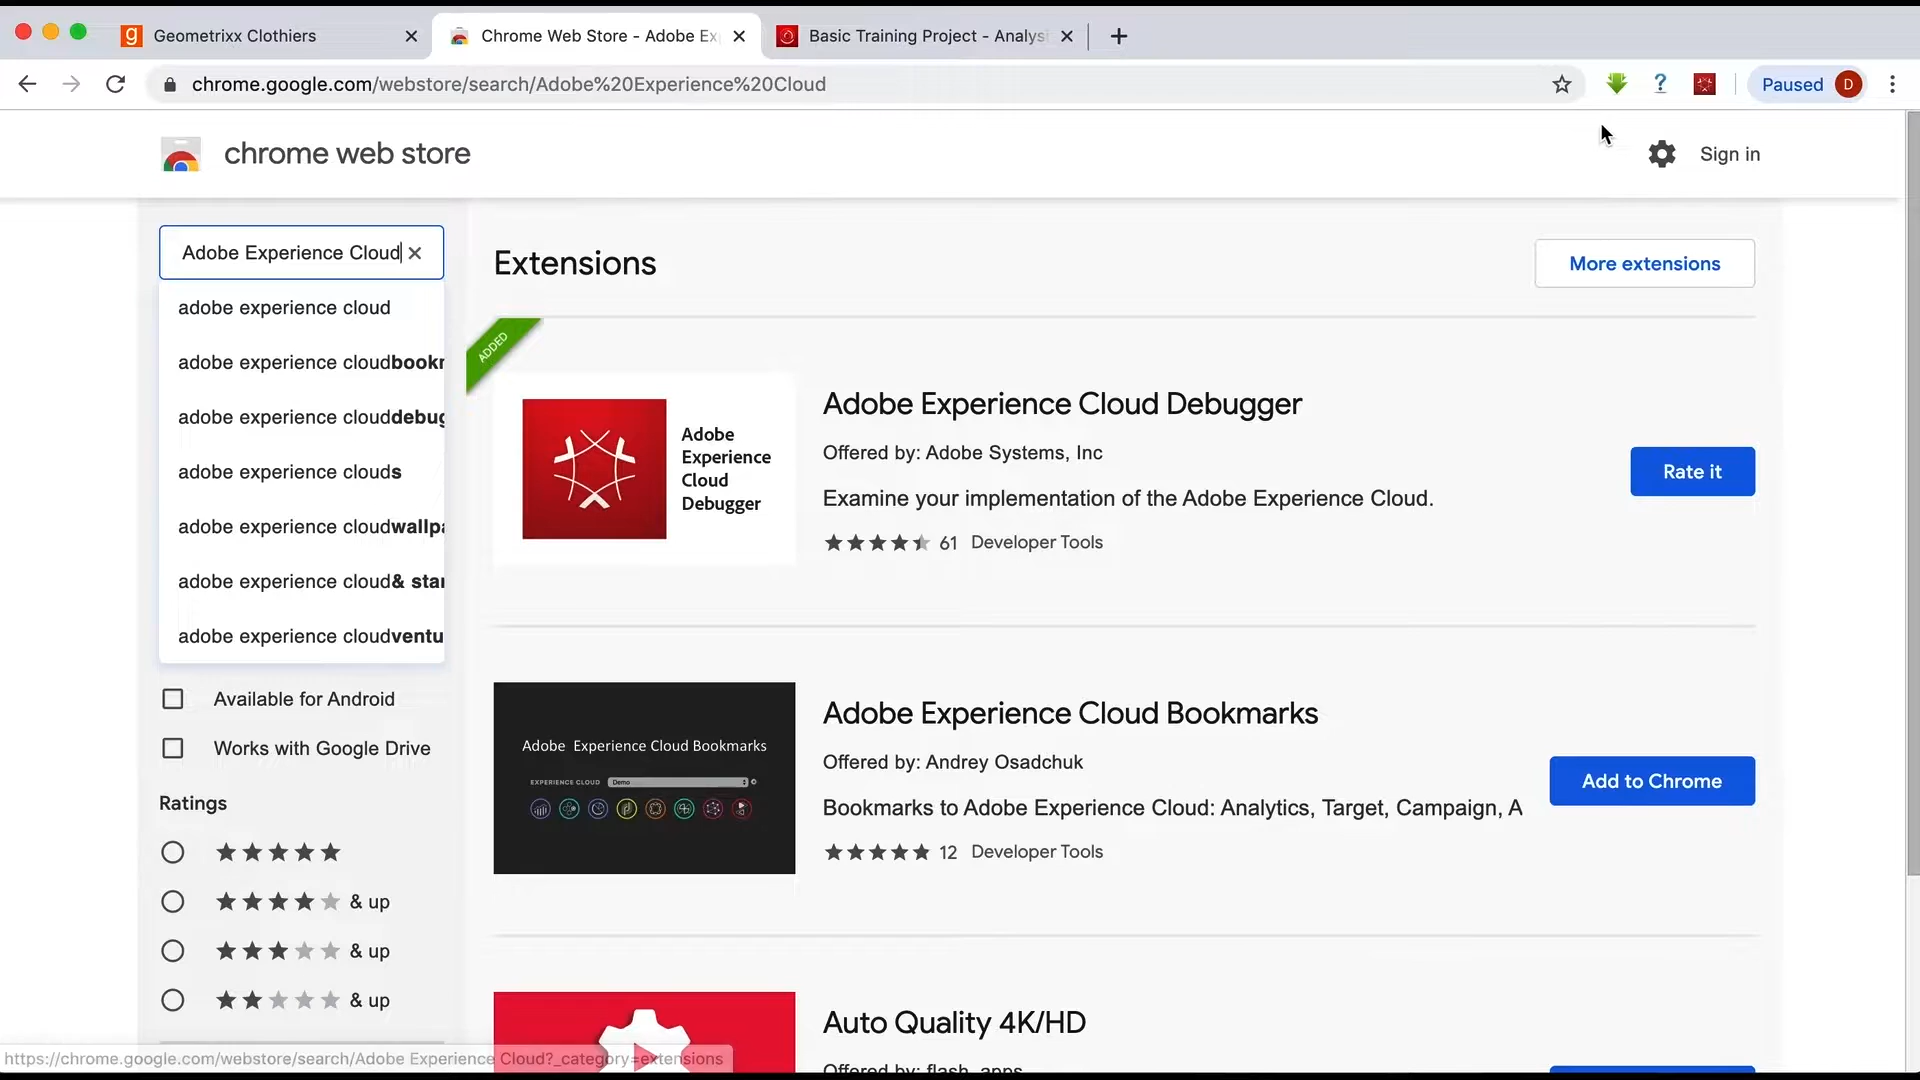 Geometrixx Clothiers
Chrome Web Store - Adobe Ex
Basic Training Project - Analys
chrome.google.com/webstore/search/Adobe%20Experience%20Cloud
Paused D
chrome web store
Sign in
Adobe Experience Cloud
adobe experience cloud
adobe experience cloudbook
adobe experience clouddebug
adobe experience clouds
adobe experience cloudwallpa
adobe experience cloud& star
adobe experience cloudventu
Available for Android
Works with Google Drive
Ratings
& up
& up
& up
Extensions
More extensions
ADDED
Adobe
Experience
Cloud
Debugger
Adobe Experience Cloud Debugger
Offered by: Adobe Systems, Inc
Examine your implementation of the Adobe Experience Cloud.
61 Developer Tools
Rate it
Adobe Experience Cloud Bookmarks
EXPERIENCE CLOUD Demo
Adobe Experience Cloud Bookmarks
Offered by: Andrey Osadchuk
Bookmarks to Adobe Experience Cloud: Analytics, Target, Campaign, A
12 Developer Tools
Add to Chrome
Auto Quality 4K/HD
Offered by: flash_apps
https://chrome.google.com/webstore/search/Adobe Experience Cloud?_category=extensions